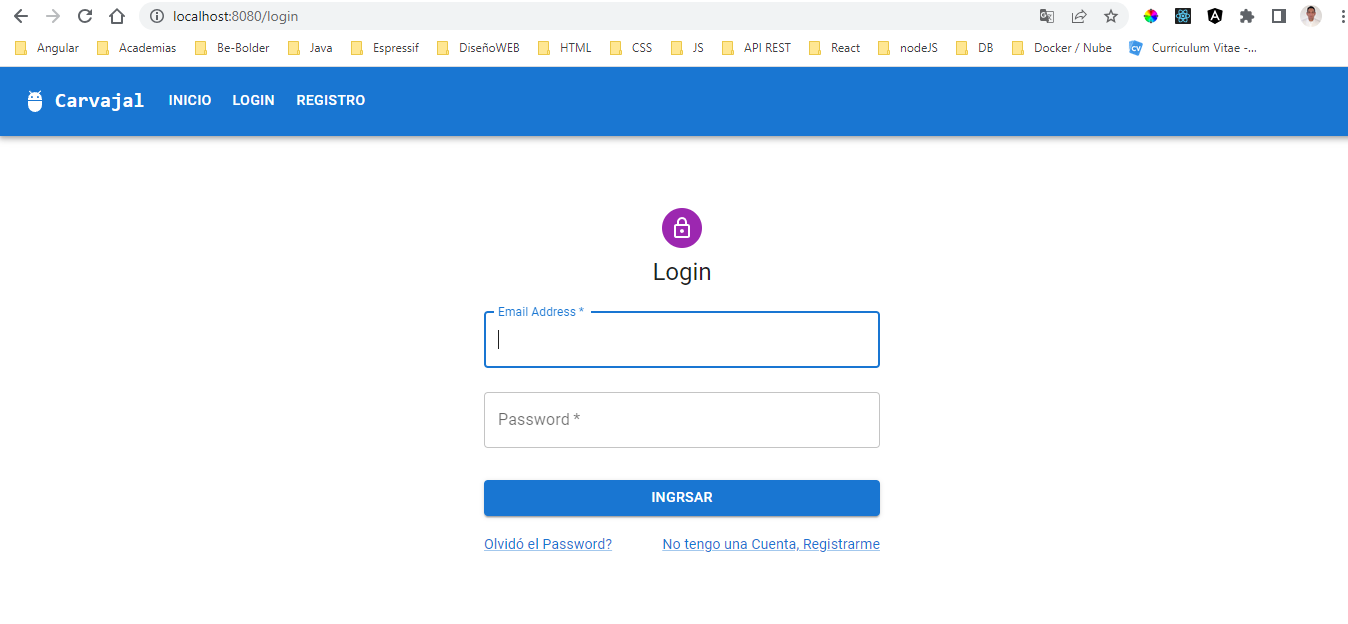 localhost:8080/login
Angular Academias Be-Bolder Java Espressif DiseñoWEB HTML CSS JS API REST React nodeJS DB Docker / Nube CV Curriculum Vitae -...
Carvajal INICIO LOGIN REGISTRO
Login
Email Address *
Password *
INGRSAR
Olvidó el Password? No tengo una Cuenta, Registrarme